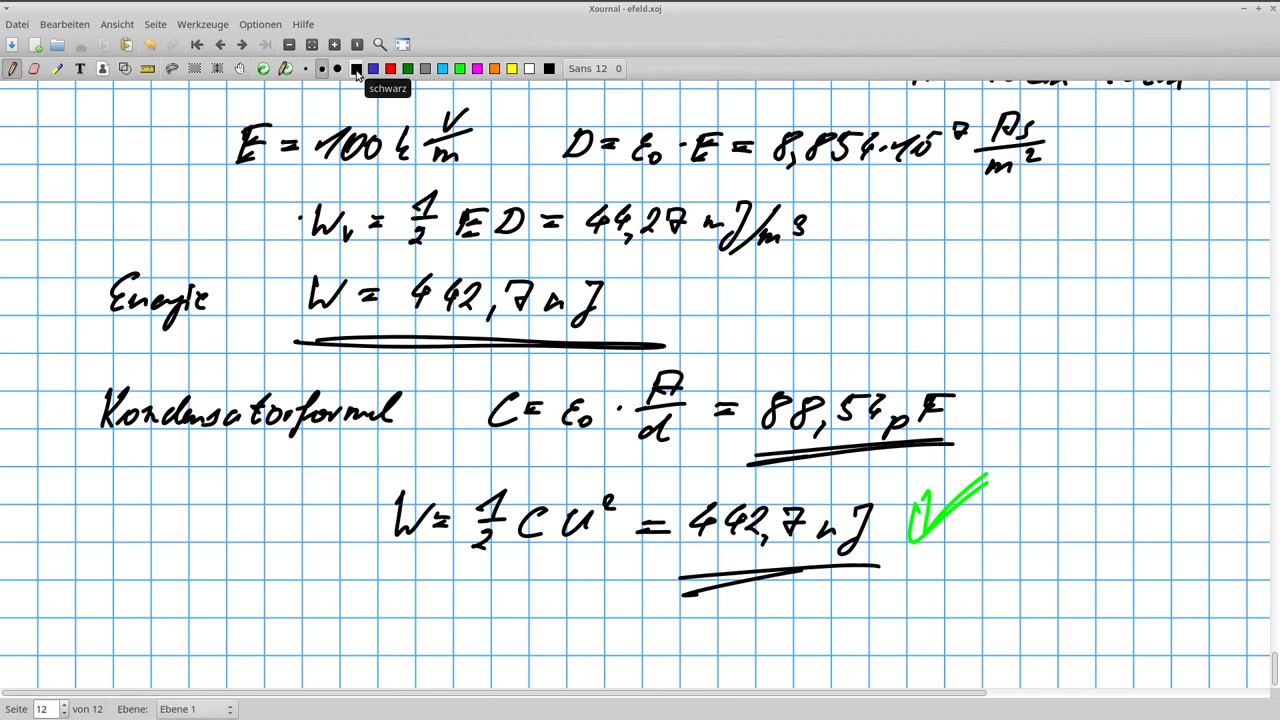 Xournal - efeld.xoj
Datei Bearbeiten Ansicht Seite Werkzeuge Optionen Hilfe
Sans 12 0
schwarz
E = 100 k V/m D = ε₀ · E = 8,854·10⁻⁷ As/m²
· Wᵥ = 1/2 E D = 44,27 mJ/m³
Energie W = 442,7 nJ
Kondensatorformel C = ε₀ · A/d = 88,54 pF
W = 1/2 C U² = 442,7 nJ ✓
Seite 12 von 12 Ebene: Ebene 1